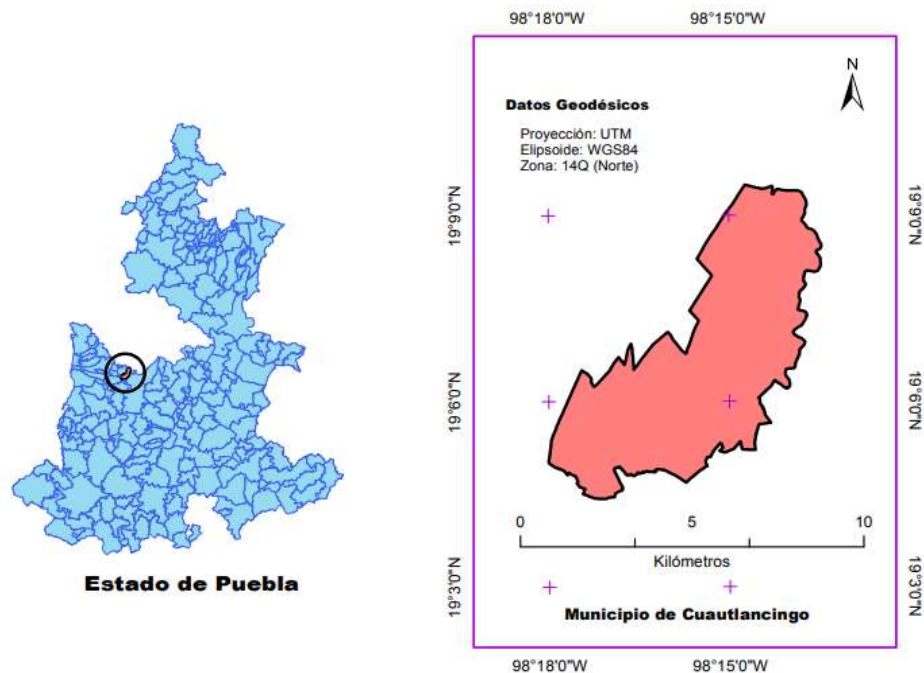 Estado de Puebla
98°18'0"W
98°15'0"W
N
Datos Geodésicos
Proyección: UTM
Elipsoide: WGS84
Zona: 14Q (Norte)
19°9'0"N
19°9'0"N
19°6'0"N
19°6'0"N
0
5
10
Kilómetros
19°3'0"N
19°3'0"N
Municipio de Cuautlancingo
98°18'0"W
98°15'0"W